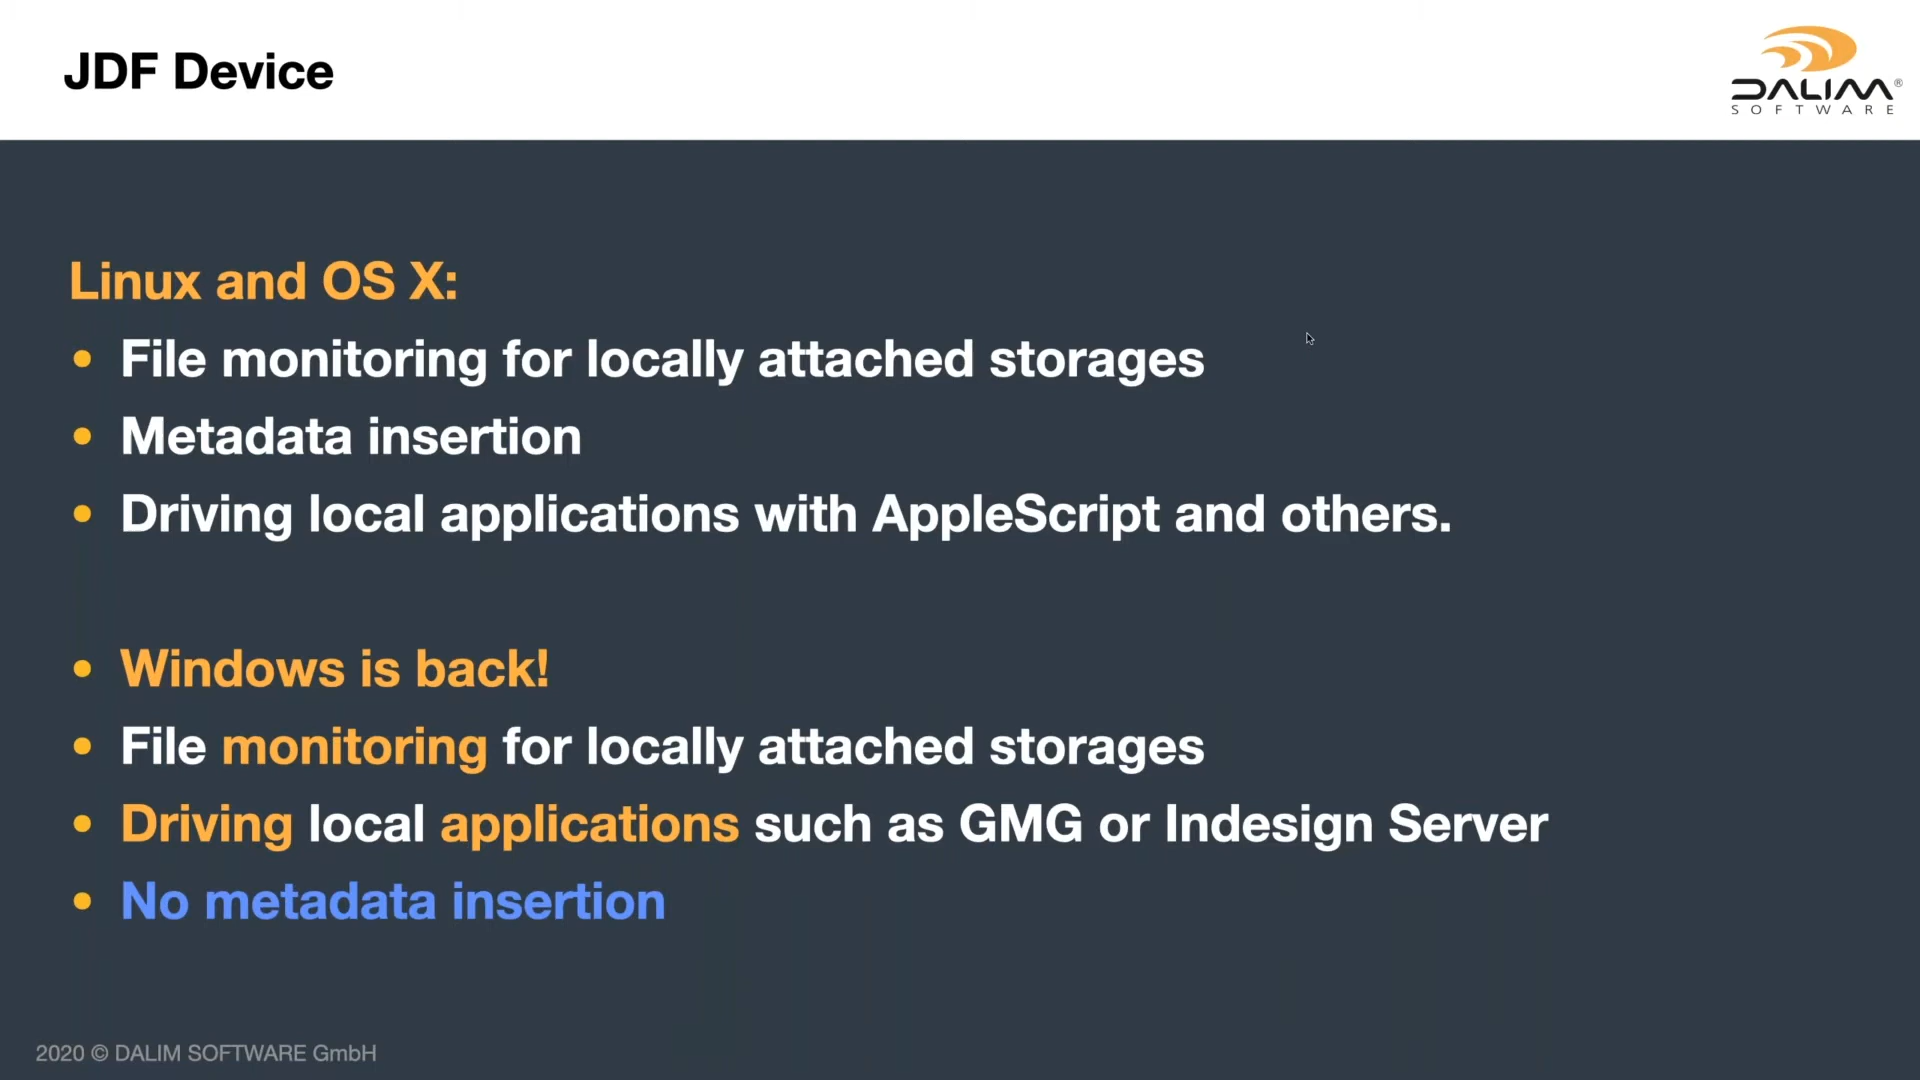 JDF Device
DALIM®
SOFTWARE
Linux and OS X:
• File monitoring for locally attached storages
• Metadata insertion
• Driving local applications with AppleScript and others.
• Windows is back!
• File monitoring for locally attached storages
• Driving local applications such as GMG or Indesign Server
• No metadata insertion
2020 © DALIM SOFTWARE GmbH